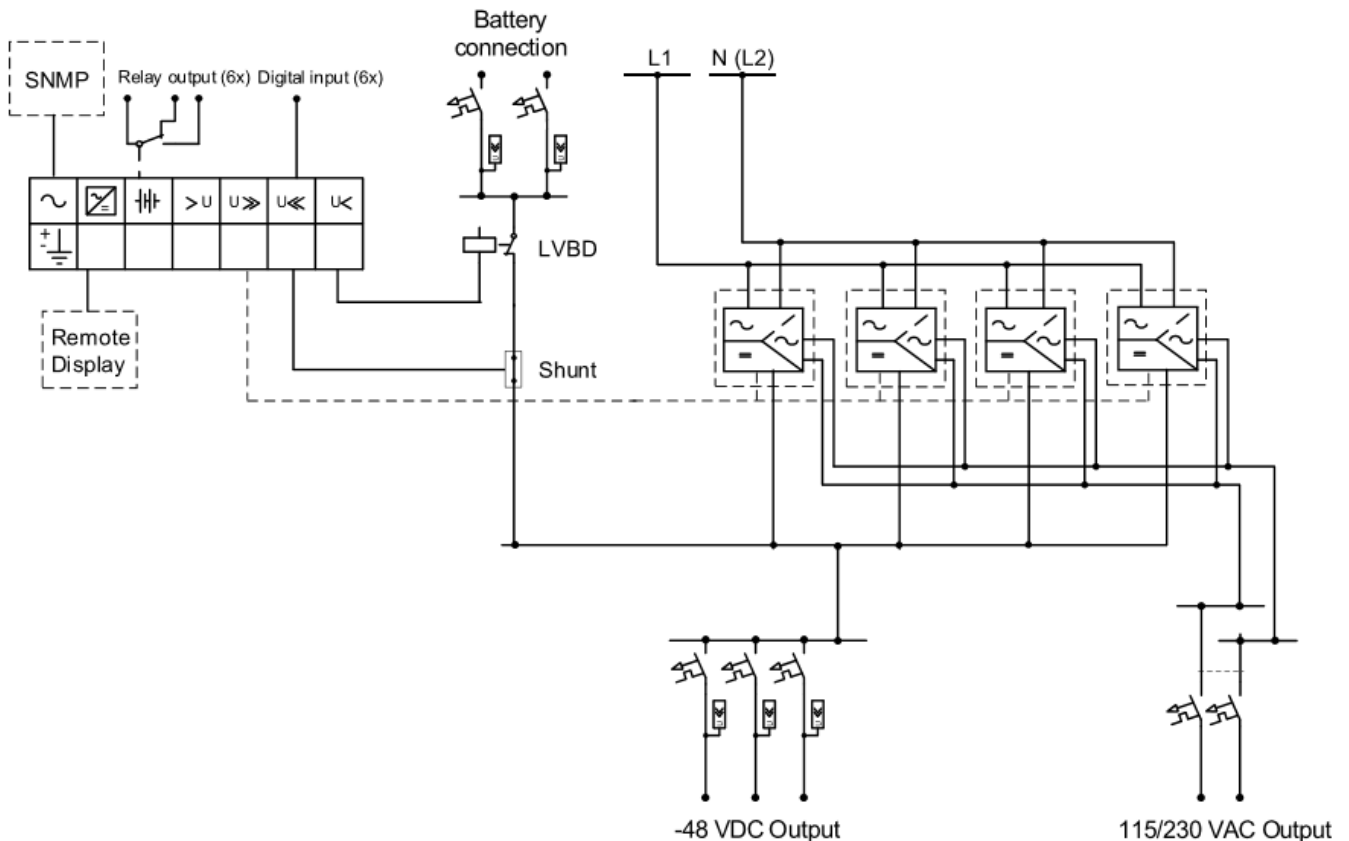 Battery
connection
L1
N (L2)
SNMP
Relay output (6x)
Digital input (6x)
>U
U≫
U≪
U<
+
-
LVBD
Remote
Display
Shunt
-48 VDC Output
115/230 VAC Output